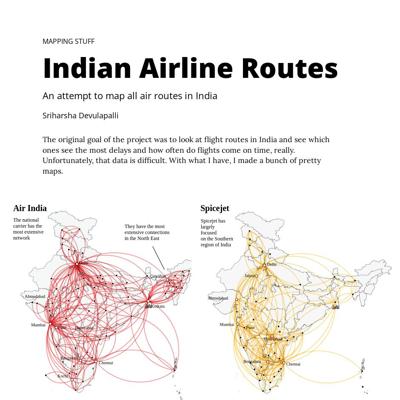 MAPPING STUFF
Indian Airline Routes
An attempt to map all air routes in India
Sriharsha Devulapalli
The original goal of the project was to look at flight routes in India and see which
ones see the most delays and how often do flights come on time, really.
Unfortunately, that data is difficult. With what I have, I made a bunch of pretty
maps.
Air India
The national
carrier has the
most extensive
network
They have the most
extensive connections
in the North East
Ahmedabad
Mumbai
Chennai
Kochi
Spicejet
Spicejet has
largely
focused
on the Southern
region of India
Delhi
Ahmedabad
Mumbai
Chennai